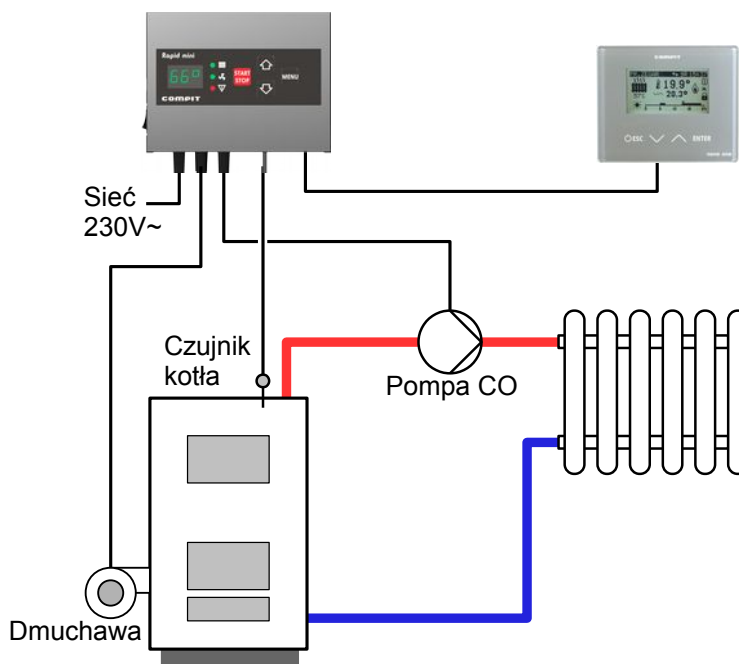 Rapid mini
66°
START
STOP
MENU
COMPIT
COMPIT
19.9°
20.3°
ESC
ENTER
Sieć
230V~
Czujnik
kotła
Pompa CO
Dmuchawa